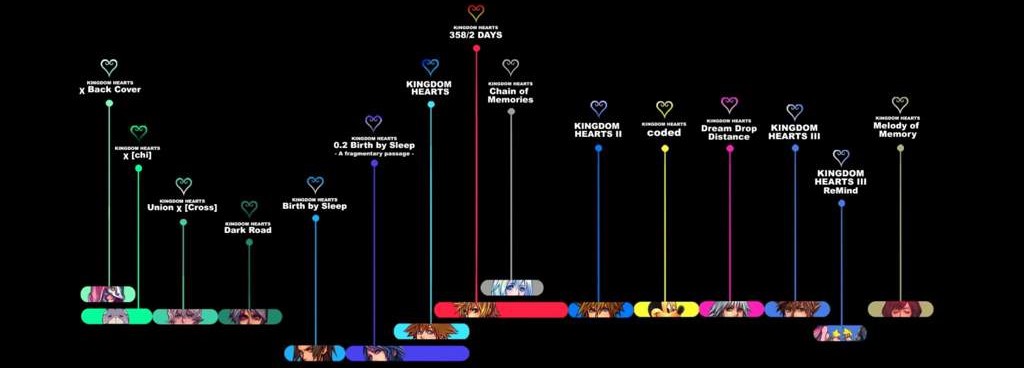 KINGDOM HEARTS
χ Back Cover
KINGDOM HEARTS
χ [chi]
KINGDOM HEARTS
Union χ [Cross]
KINGDOM HEARTS
Dark Road
KINGDOM HEARTS
Birth by Sleep
KINGDOM HEARTS
0.2 Birth by Sleep
- A fragmentary passage -
KINGDOM
HEARTS
KINGDOM HEARTS
358/2 DAYS
KINGDOM HEARTS
Chain of
Memories
KINGDOM
HEARTS II
KINGDOM HEARTS
coded
KINGDOM HEARTS
Dream Drop
Distance
KINGDOM
HEARTS III
KINGDOM
HEARTS III
ReMind
KINGDOM HEARTS
Melody of
Memory